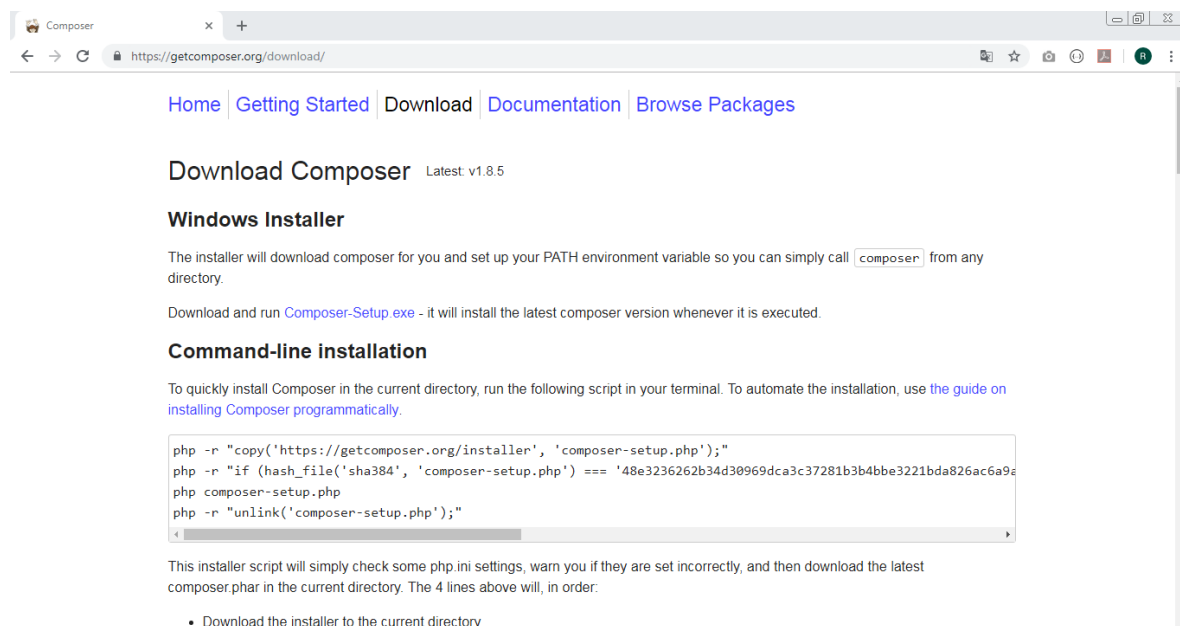 Composer
https://getcomposer.org/download/
R
Home Getting Started Download Documentation Browse Packages
Download Composer Latest: v1.8.5
Windows Installer
The installer will download composer for you and set up your PATH environment variable so you can simply call composer from any
directory.
Download and run Composer-Setup.exe - it will install the latest composer version whenever it is executed.
Command-line installation
To quickly install Composer in the current directory, run the following script in your terminal. To automate the installation, use the guide on
installing Composer programmatically.
php -r "copy('https://getcomposer.org/installer', 'composer-setup.php');"
php -r "if (hash_file('sha384', 'composer-setup.php') === '48e3236262b34d30969dca3c37281b3b4bbe3221bda826ac6a9a
php composer-setup.php
php -r "unlink('composer-setup.php');"
This installer script will simply check some php.ini settings, warn you if they are set incorrectly, and then download the latest
composer.phar in the current directory. The 4 lines above will, in order:
• Download the installer to the current directory